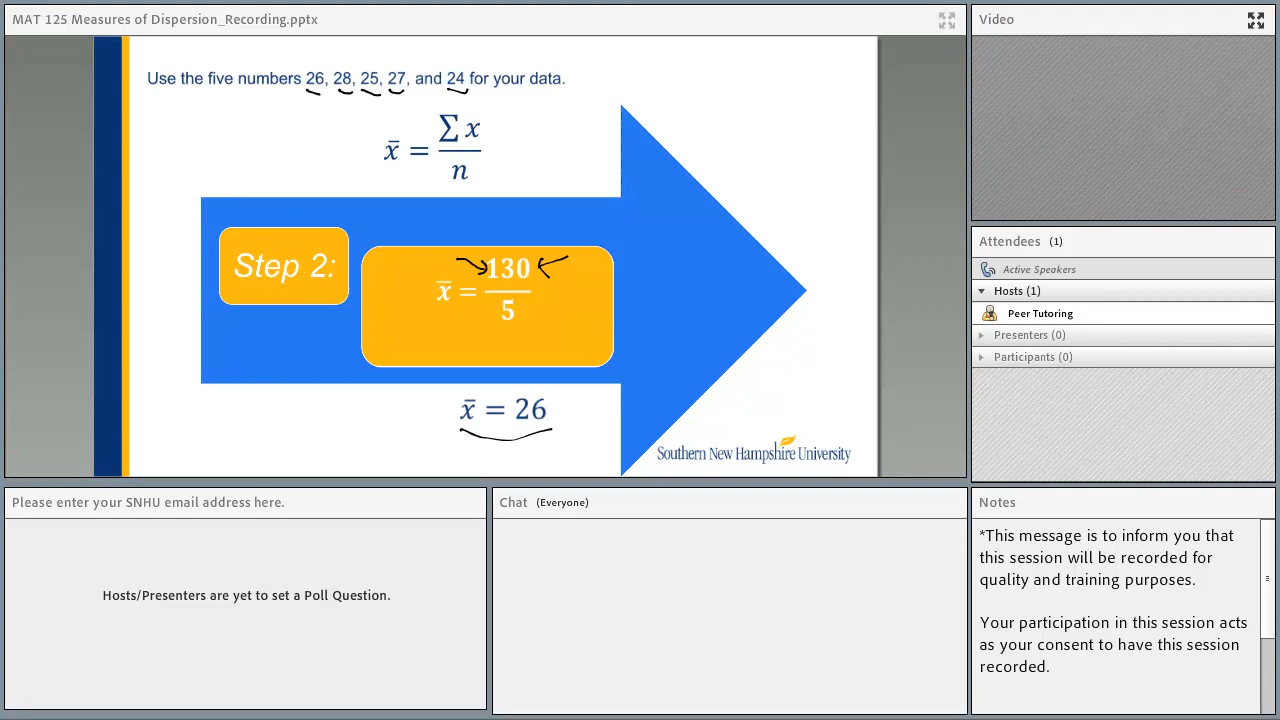 MAT 125 Measures of Dispersion_Recording.pptx
Use the five numbers 26, 28, 25, 27, and 24 for your data.
x̄ = ∑ x / n
Step 2:
x̄ = 130 / 5
x̄ = 26
Southern New Hampshire University
Video
Attendees (1)
Active Speakers
Hosts (1)
Peer Tutoring
Presenters (0)
Participants (0)
Please enter your SNHU email address here.
Hosts/Presenters are yet to set a Poll Question.
Chat (Everyone)
Notes
*This message is to inform you that
this session will be recorded for
quality and training purposes.
Your participation in this session acts
as your consent to have this session
recorded.